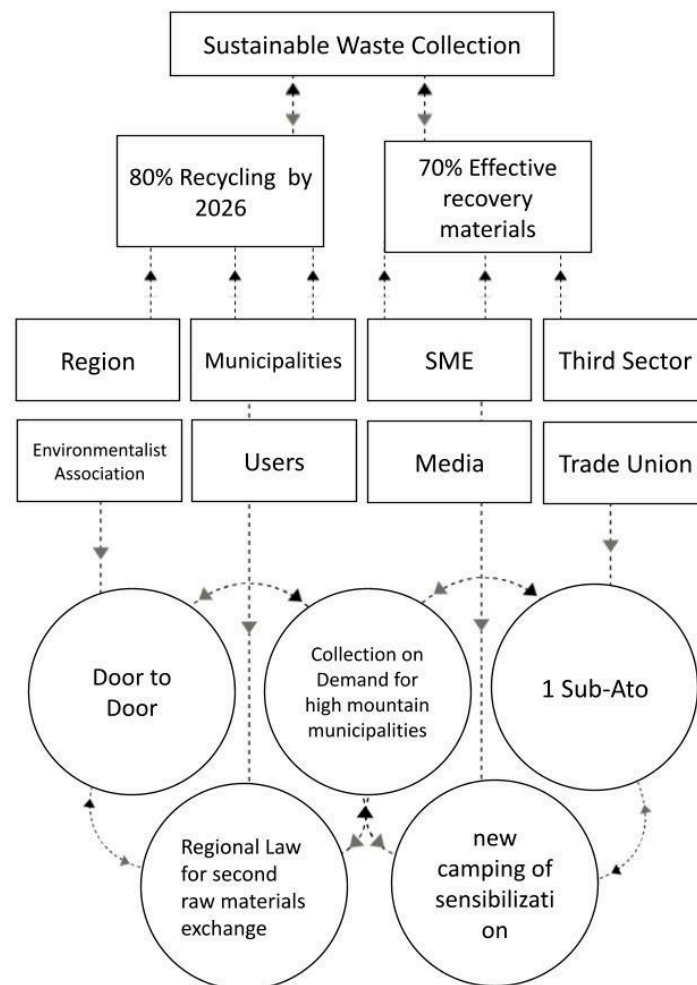 Sustainable Waste Collection
80% Recycling by
2026
70% Effective
recovery
materials
Region
Municipalities
SME
Third Sector
Environmentalist
Association
Users
Media
Trade Union
Door to
Door
Collection on
Demand for
high mountain
municipalities
1 Sub-Ato
Regional Law
for second
raw materials
exchange
new
camping of
sensibilizati
on